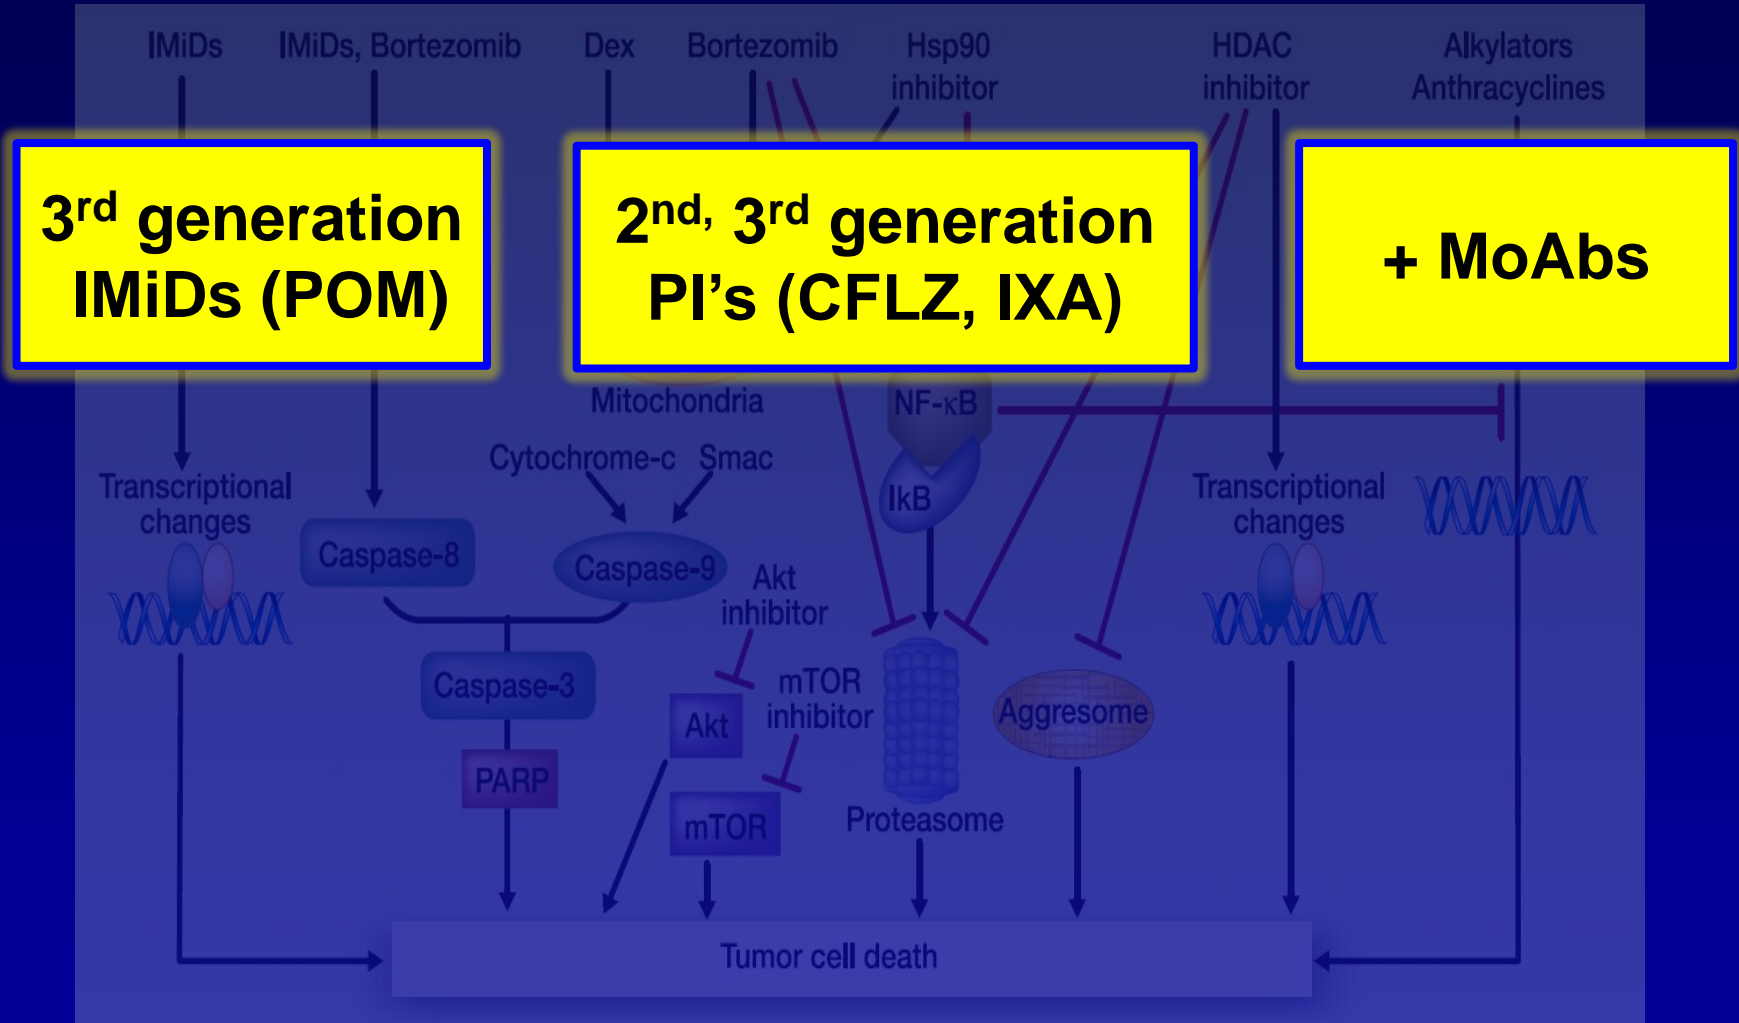 IMiDs
IMiDs, Bortezomib
Dex
Bortezomib
Hsp90
inhibitor
HDAC
inhibitor
Alkylators
Anthracyclines
3rd generation
IMiDs (POM)
2nd, 3rd generation
PI’s (CFLZ, IXA)
+ MoAbs
Mitochondria
NF-κB
Cytochrome-c
Smac
IkB
Transcriptional
changes
Caspase-8
Caspase-9
Akt
inhibitor
Transcriptional
changes
Caspase-3
Akt
mTOR
inhibitor
Aggresome
PARP
mTOR
Proteasome
Tumor cell death